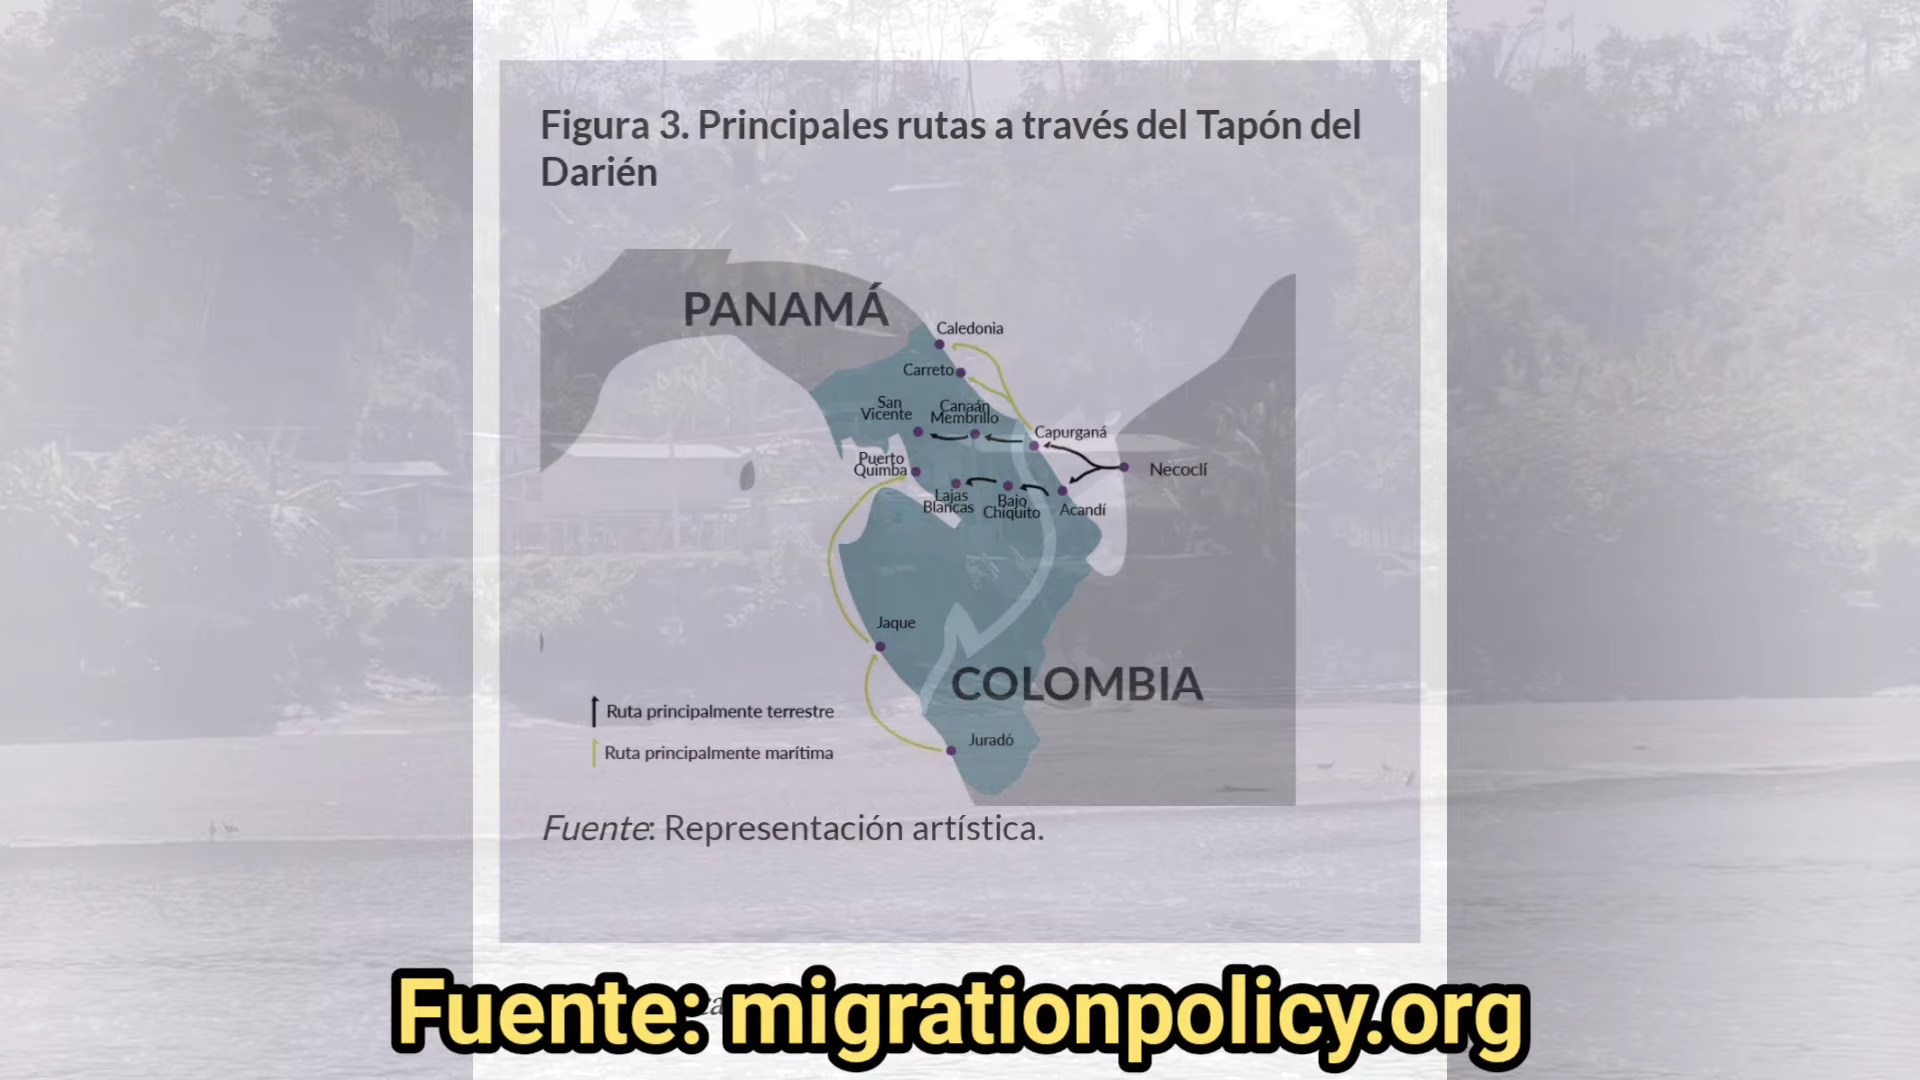 Figura 3. Principales rutas a través del Tapón del
Darién
PANAMÁ
Caledonia
Carreto
San
Vicente
Canaán
Membrillo
Capurganá
Necoclí
Puerto
Quimba
Lajas
Blancas
Bajo
Chiquito
Acandí
Jaque
COLOMBIA
Juradó
Ruta principalmente terrestre
Ruta principalmente marítima
Fuente: Representación artística.
Fuente: migrationpolicy.org